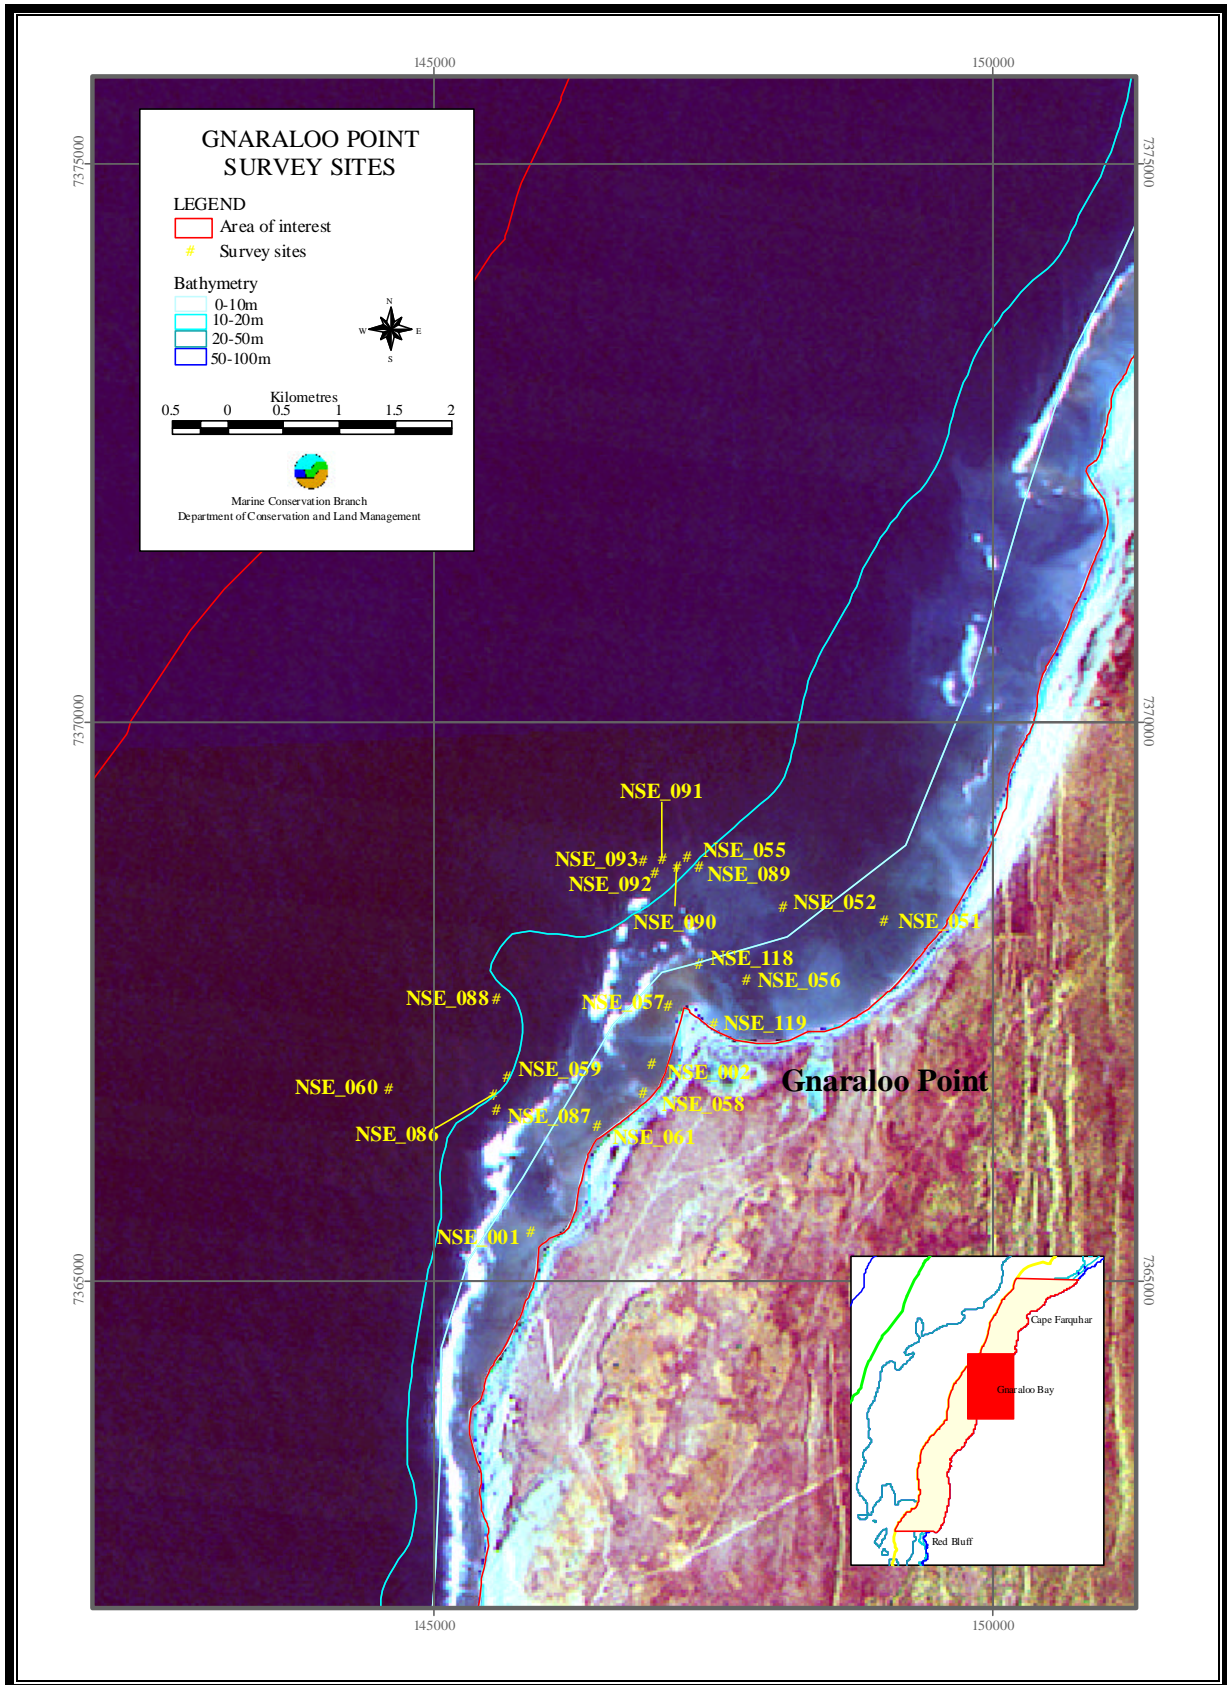 145000
150000
7375000
7375000
GNARALOO POINT
SURVEY SITES
LEGEND
Area of interest
# Survey sites
Bathymetry
0-10m
10-20m
20-50m
50-100m
N
W E
S
Kilometres
0.5 0 0.5 1 1.5 2
Marine Conservation Branch
Department of Conservation and Land Management
7370000
7370000
NSE_091
NSE_093 #
# NSE_055
# NSE_089
NSE_092 #
NSE_090
# NSE_052
# NSE_051
# NSE_118
# NSE_056
NSE_088 #
NSE_057 #
# NSE_119
# NSE_059
# NSE_002
Gnaraloo Point
NSE_060 #
# NSE_058
# NSE_087
NSE_086
# NSE_061
NSE_001 #
7365000
7365000
Cape Farquhar
Gnaraloo Bay
Red Bluff
145000
150000